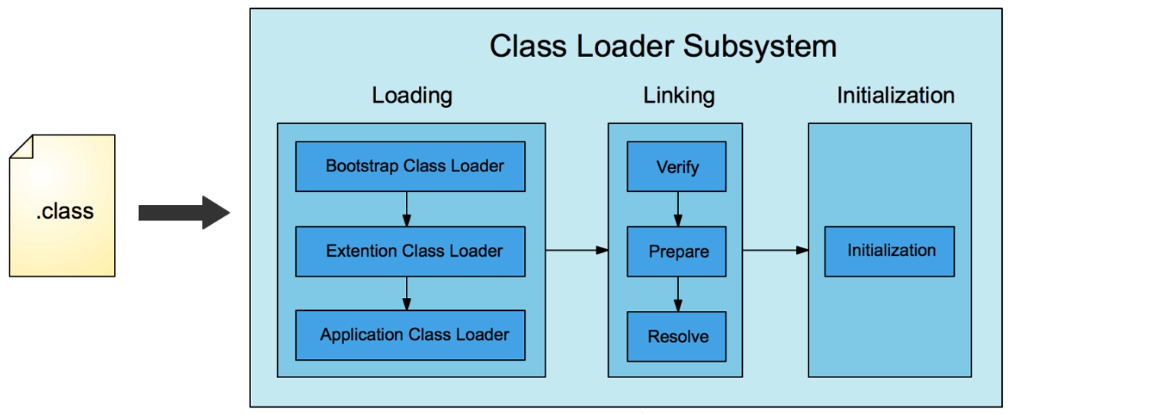 Class Loader Subsystem
Loading
Linking
Initialization
.class
Bootstrap Class Loader
Extention Class Loader
Application Class Loader
Verify
Prepare
Resolve
Initialization